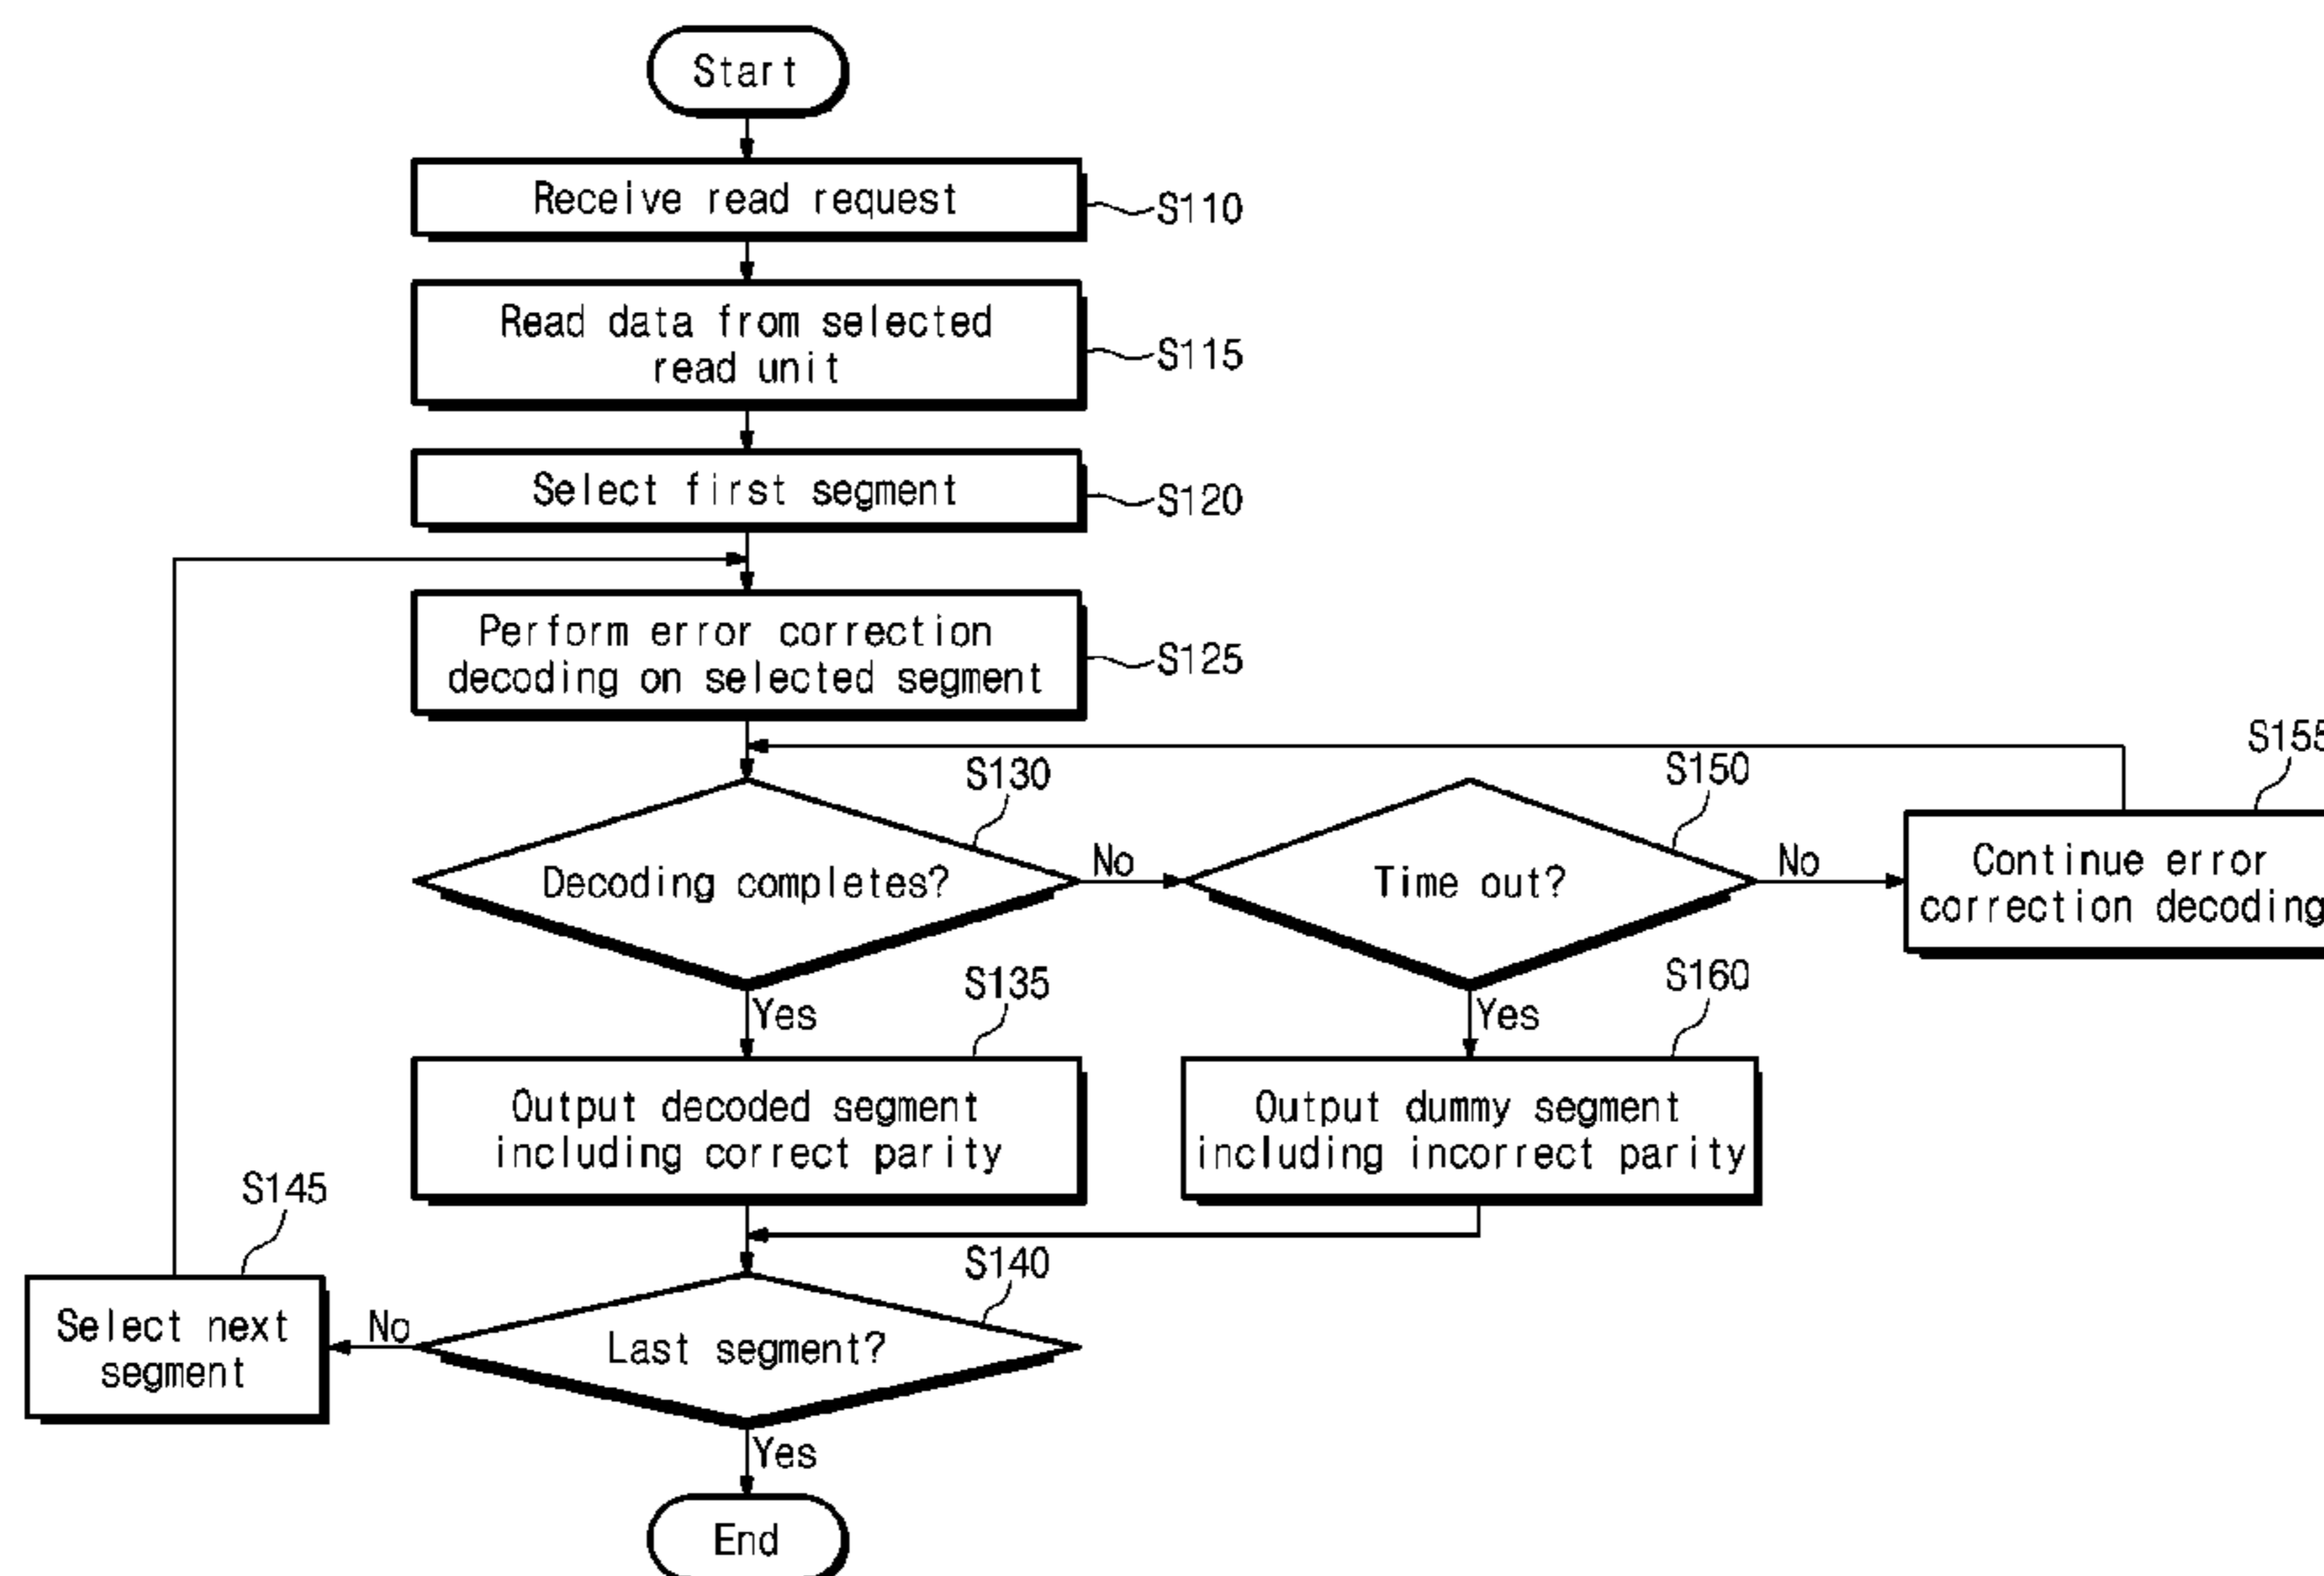 Start
Receive read request
S110
Read data from selected
read unit
S115
Select first segment
S120
Perform error correction
decoding on selected segment
S125
S130
Decoding completes?
No
S150
Time out?
No
S155
Continue error
correction decoding
Yes
S135
Output decoded segment
including correct parity
Yes
S160
Output dummy segment
including incorrect parity
S140
Last segment?
No
S145
Select next
segment
Yes
End